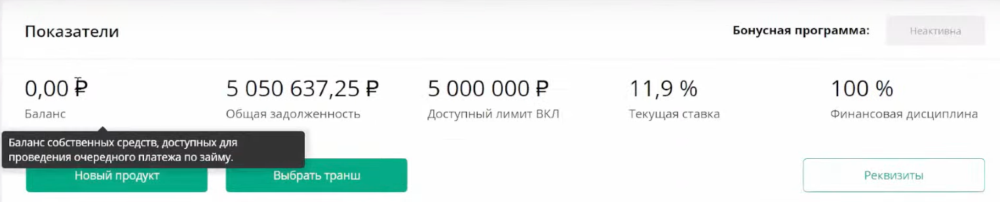 Показатели
Бонусная программа: Неактивна
0,00 ₽ 5 050 637,25 ₽ 5 000 000 ₽ 11,9 % 100 %
Баланс Общая задолженность Доступный лимит ВКЛ Текущая ставка Финансовая дисциплина
Баланс собственных средств, доступных для
проведения очередного платежа по займу.
Новый продукт Выбрать транш Реквизиты